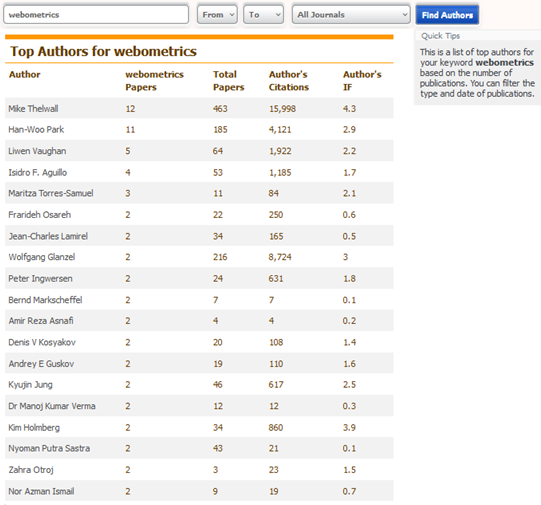 webometrics From To All Journals Find Authors
Top Authors for webometrics
Author webometrics Papers Total Papers Author's Citations Author's IF
Mike Thelwall 12 463 15,998 4.3
Han-Woo Park 11 185 4,121 2.9
Liwen Vaughan 5 64 1,922 2.2
Isidro F. Aguillo 4 53 1,185 1.7
Maritza Torres-Samuel 3 11 84 2.1
Frarideh Osareh 2 22 250 0.6
Jean-Charles Lamirel 2 34 165 0.5
Wolfgang Glanzel 2 216 8,724 3
Peter Ingwersen 2 24 631 1.8
Bernd Markscheffel 2 7 7 0.1
Amir Reza Asnafi 2 4 4 0.2
Denis V Kosyakov 2 20 108 1.4
Andrey E Guskov 2 19 110 1.6
Kyujin Jung 2 46 617 2.5
Dr Manoj Kumar Verma 2 12 12 0.3
Kim Holmberg 2 34 860 3.9
Nyoman Putra Sastra 2 43 21 0.1
Zahra Otroj 2 3 23 1.5
Nor Azman Ismail 2 9 19 0.7
Quick Tips
This is a list of top authors for
your keyword webometrics
based on the number of
publications. You can filter the
type and date of publications.